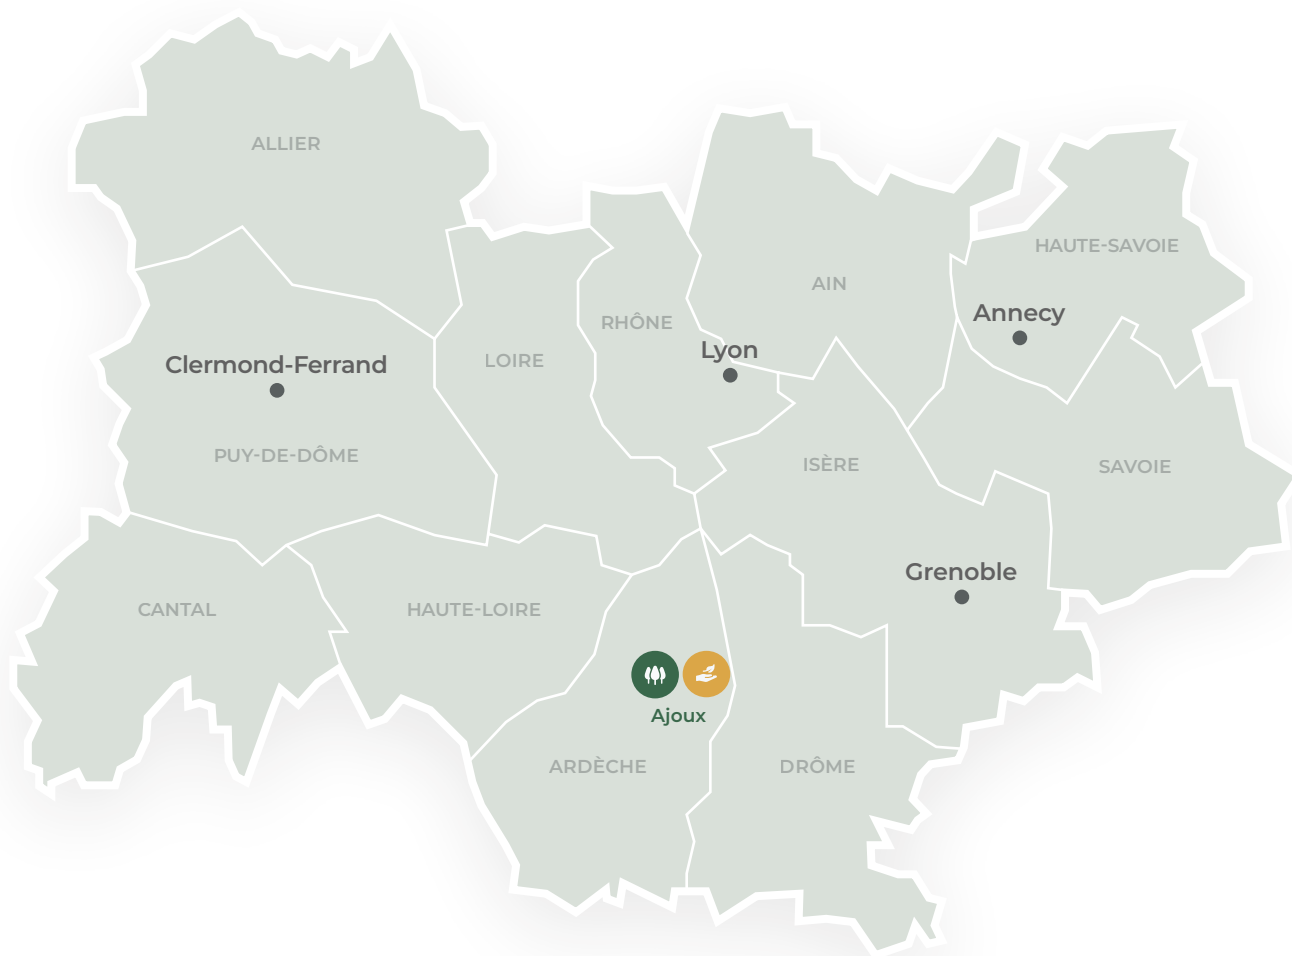 ALLIER
HAUTE-SAVOIE
AIN
Annecy
RHÔNE
Lyon
LOIRE
Clermond-Ferrand
PUY-DE-DÔME
ISÈRE
SAVOIE
Grenoble
CANTAL
HAUTE-LOIRE
Ajoux
ARDÈCHE
DRÔME